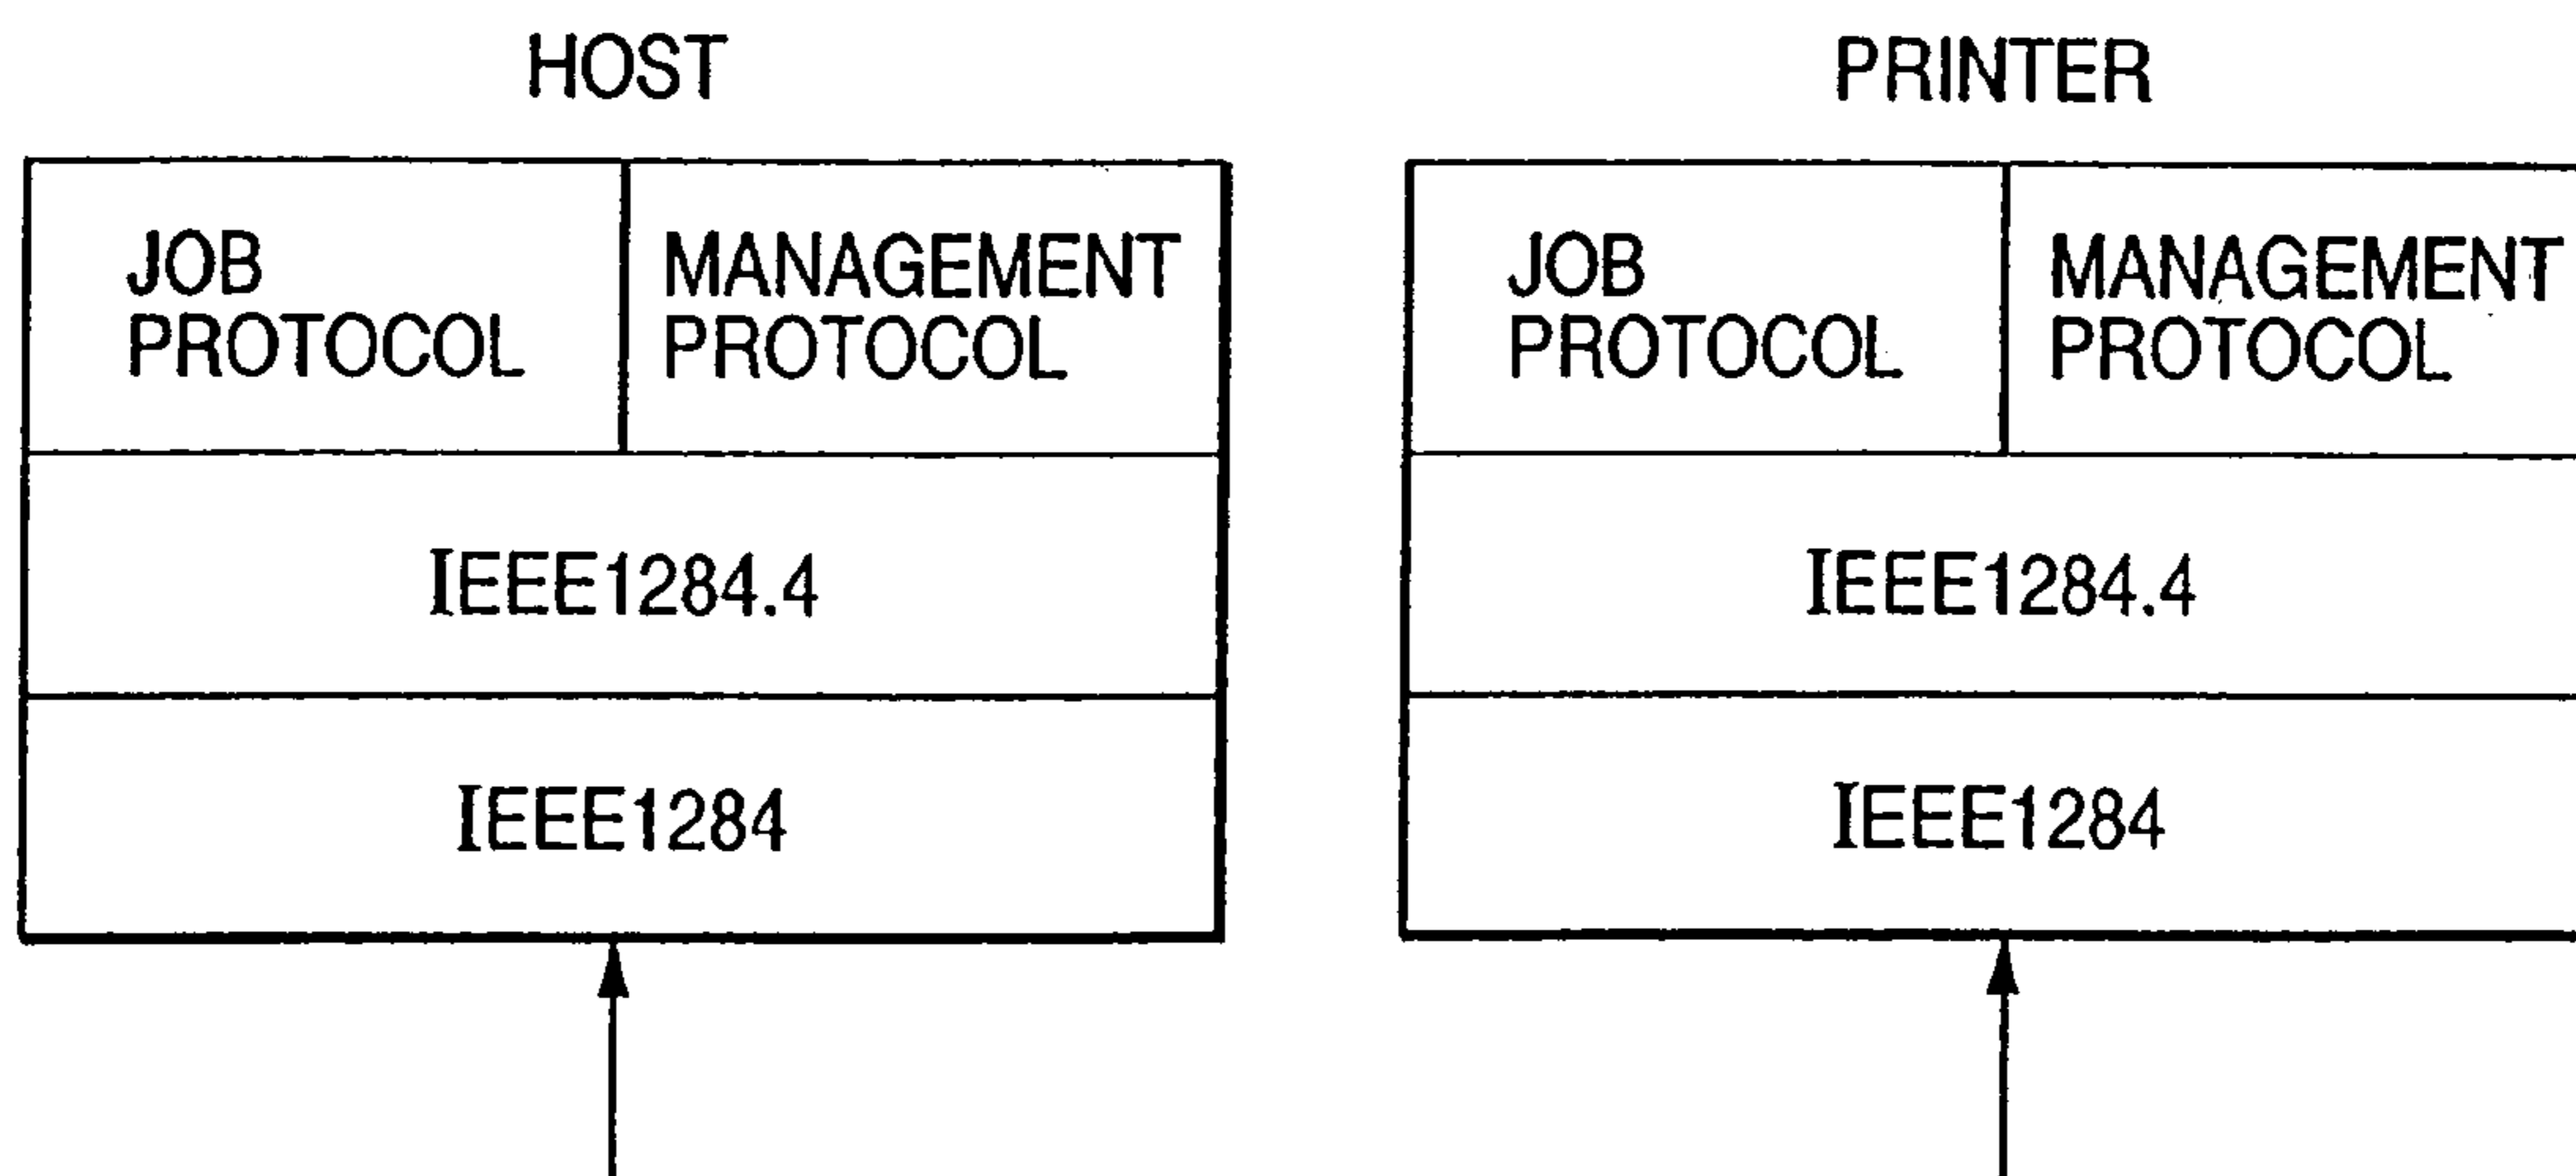 HOST
JOB
PROTOCOL
MANAGEMENT
PROTOCOL
IEEE1284.4
IEEE1284
PRINTER
JOB
PROTOCOL
MANAGEMENT
PROTOCOL
IEEE1284.4
IEEE1284